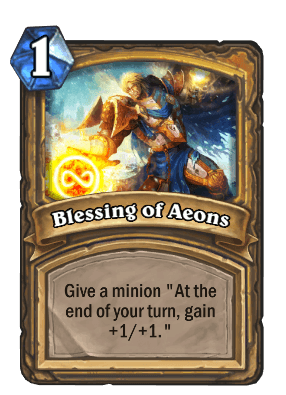 1
Blessing of Aeons
Give a minion "At the
end of your turn, gain
+1/+1."